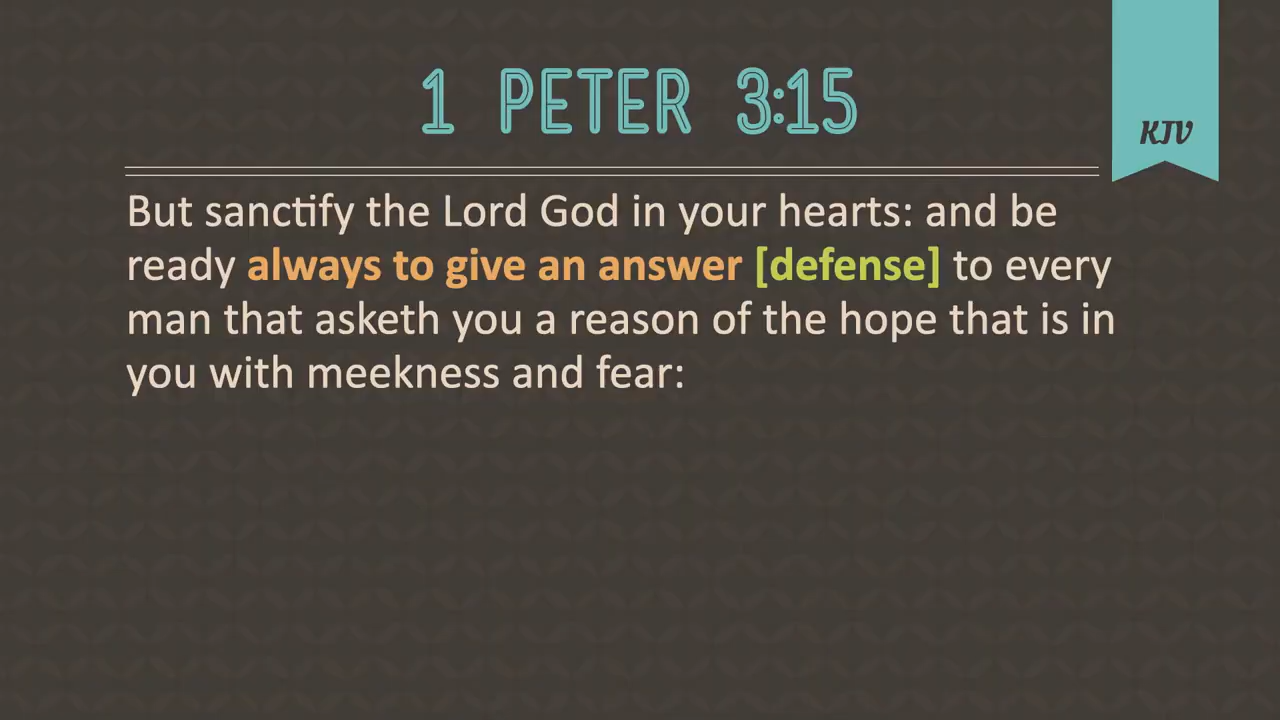 1 PETER 3:15
KJV
But sanctify the Lord God in your hearts: and be
ready always to give an answer [defense] to every
man that asketh you a reason of the hope that is in
you with meekness and fear: